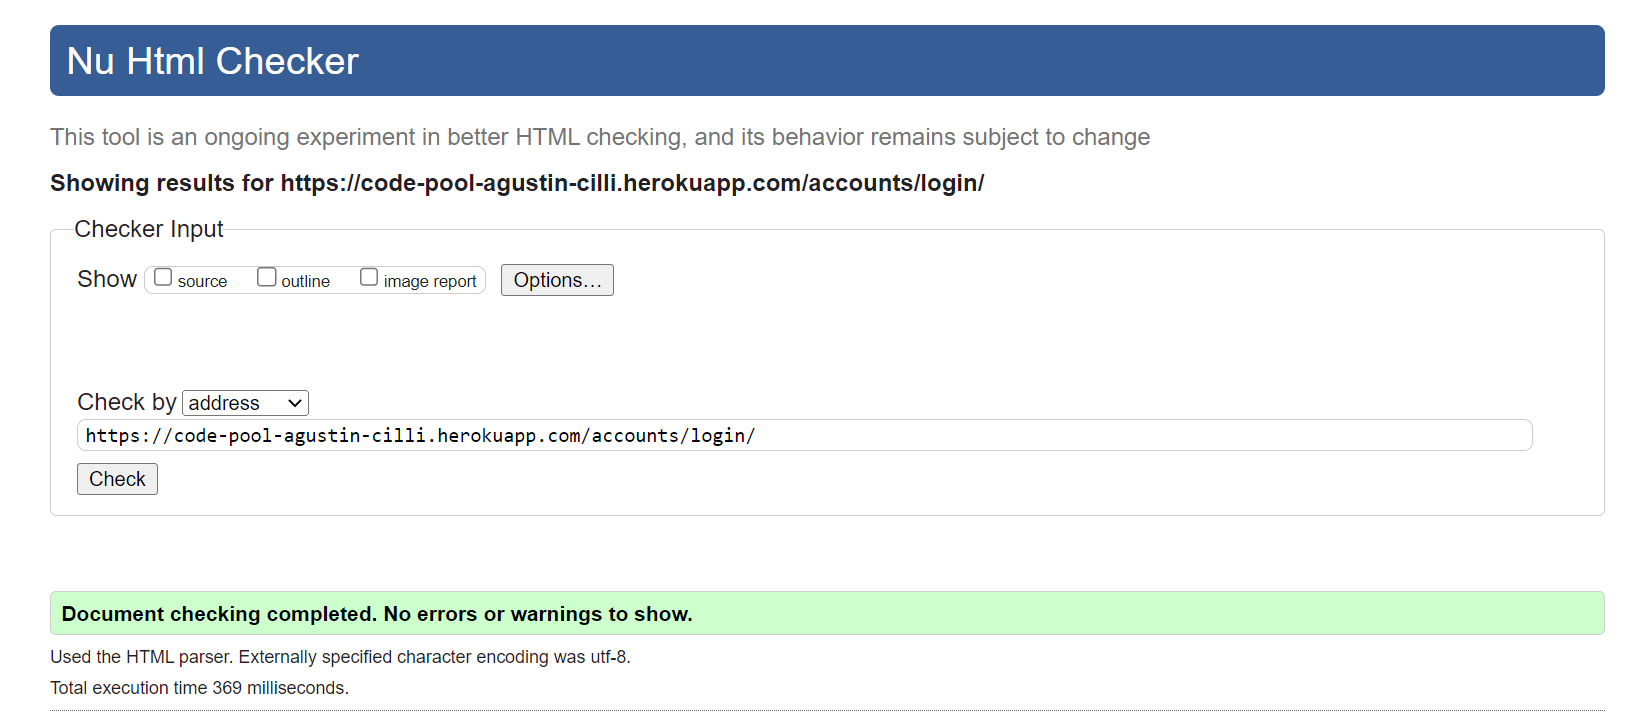 Nu Html Checker
This tool is an ongoing experiment in better HTML checking, and its behavior remains subject to change
Showing results for https://code-pool-agustin-cilli.herokuapp.com/accounts/login/
Checker Input
Show source outline image report Options...
Check by address
https://code-pool-agustin-cilli.herokuapp.com/accounts/login/
Check
Document checking completed. No errors or warnings to show.
Used the HTML parser. Externally specified character encoding was utf-8.
Total execution time 369 milliseconds.